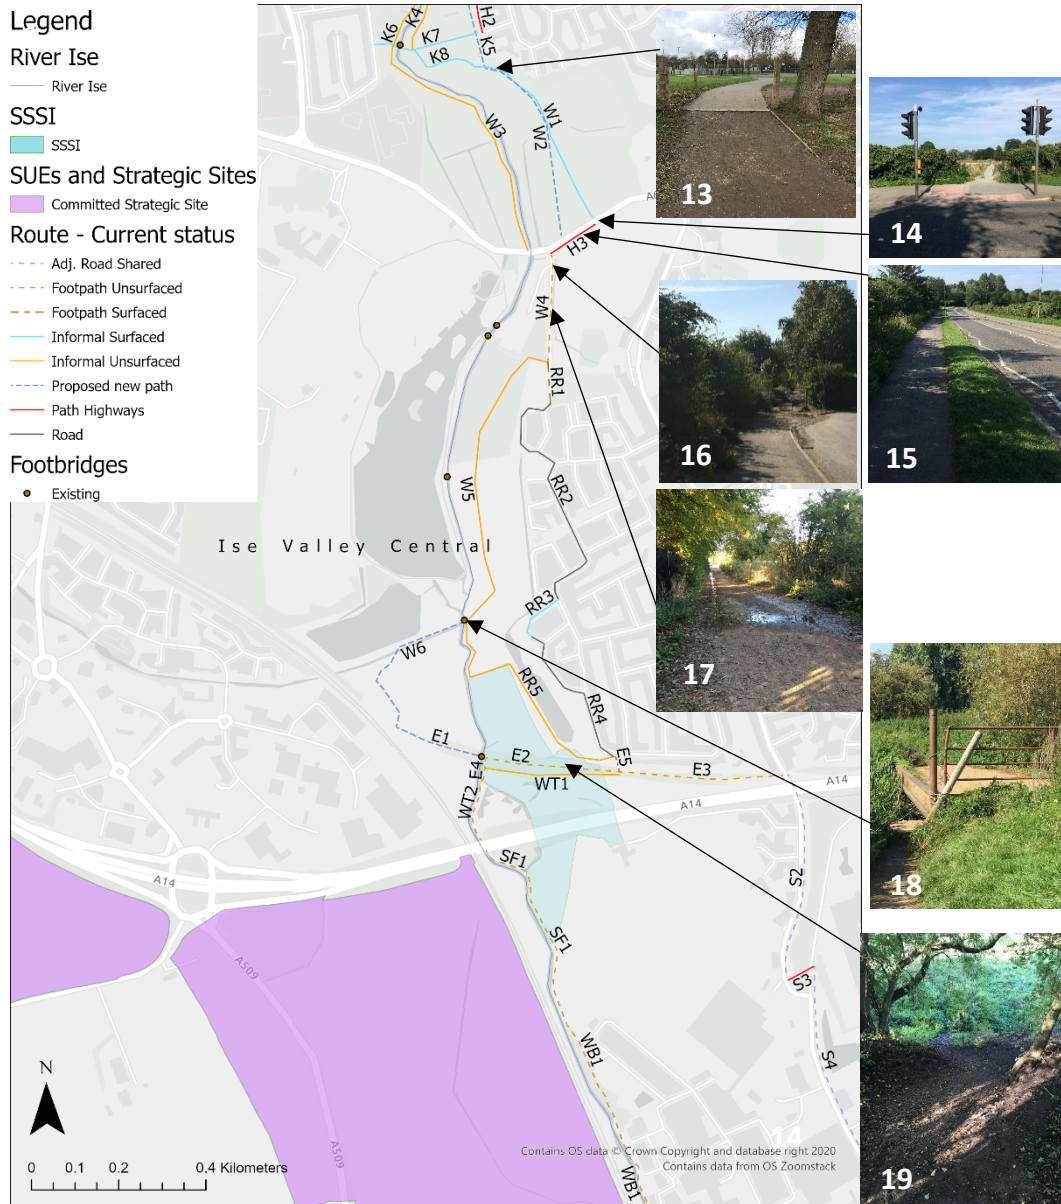 Legend
River Ise
River Ise
SSSI
SSSI
SUEs and Strategic Sites
Committed Strategic Site
Route - Current status
Adj. Road Shared
Footpath Unsurfaced
Footpath Surfaced
Informal Surfaced
Informal Unsurfaced
Proposed new path
Path Highways
Road
Footbridges
Existing
K6
K4
H2
K7
K5
K8
W3
W1
W2
H3
W4
RR1
RR2
W5
Ise Valley Central
RR3
W6
RR5
RR4
E1
E2
E5
E3
E4
WT1
WT2
A14
SF1
A14
S2
SF1
A509
S3
WB1
S4
A509
WB1
N
0 0.1 0.2 0.4 Kilometers
14
Contains OS data © Crown Copyright and database right 2020
Contains data from OS Zoomstack
13
14
15
16
17
18
19